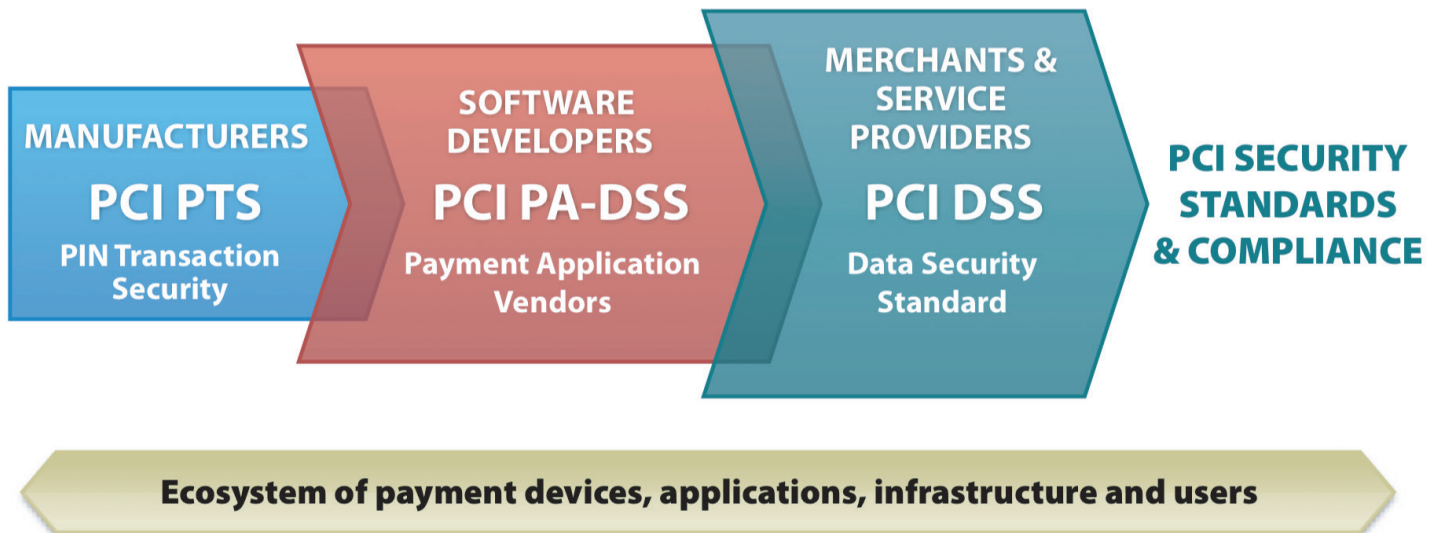 MANUFACTURERS
PCI PTS
PIN Transaction
Security
SOFTWARE
DEVELOPERS
PCI PA-DSS
Payment Application
Vendors
MERCHANTS &
SERVICE
PROVIDERS
PCI DSS
Data Security
Standard
PCI SECURITY
STANDARDS
& COMPLIANCE
Ecosystem of payment devices, applications, infrastructure and users